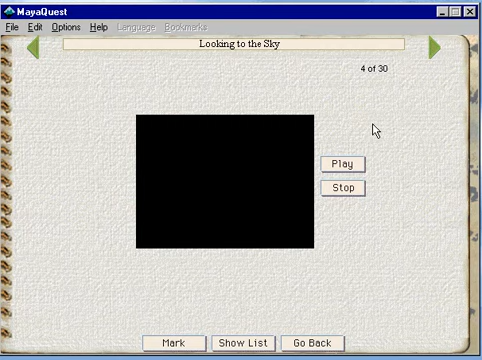 MayaQuest
File Edit Options Help Language Bookmarks
Looking to the Sky
4 of 30
Play
Stop
Mark Show List Go Back